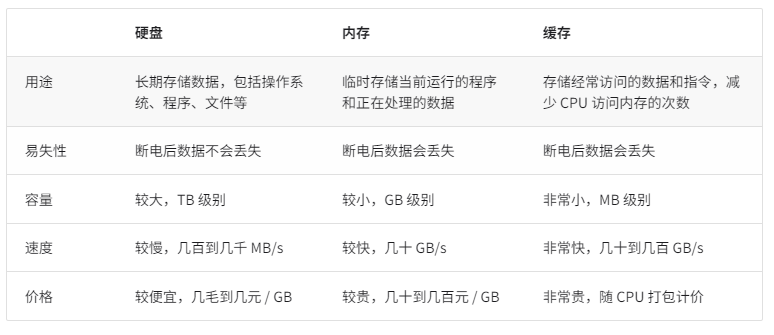 硬盘 内存 缓存
用途 长期存储数据，包括操作系 临时存储当前运行的程序 存储经常访问的数据和指令，减
统、程序、文件等 和正在处理的数据 少 CPU 访问内存的次数
易失性 断电后数据不会丢失 断电后数据会丢失 断电后数据会丢失
容量 较大，TB 级别 较小，GB 级别 非常小，MB 级别
速度 较慢，几百到几千 MB/s 较快，几十 GB/s 非常快，几十到几百 GB/s
价格 较便宜，几毛到几元 / GB 较贵，几十到几百元 / GB 非常贵，随 CPU 打包计价